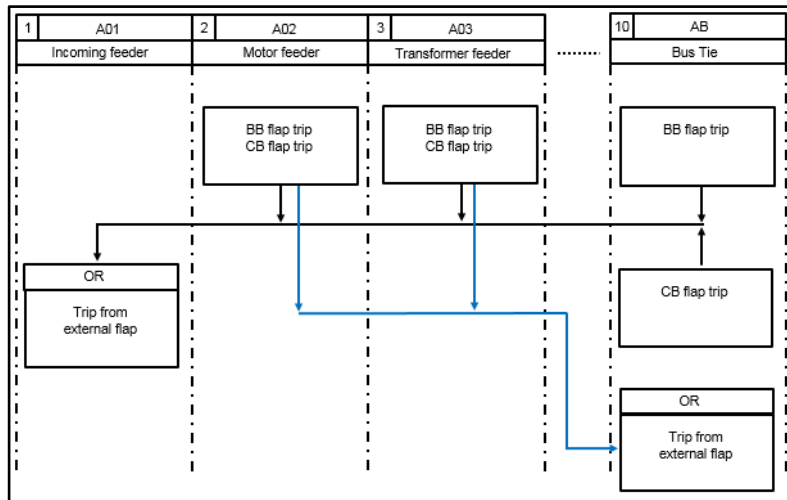 1 A01 2 A02 3 A03 10 AB
Incoming feeder Motor feeder Transformer feeder ........ Bus Tie
BB flap trip
CB flap trip
BB flap trip
CB flap trip
BB flap trip
OR
Trip from
external flap
CB flap trip
OR
Trip from
external flap